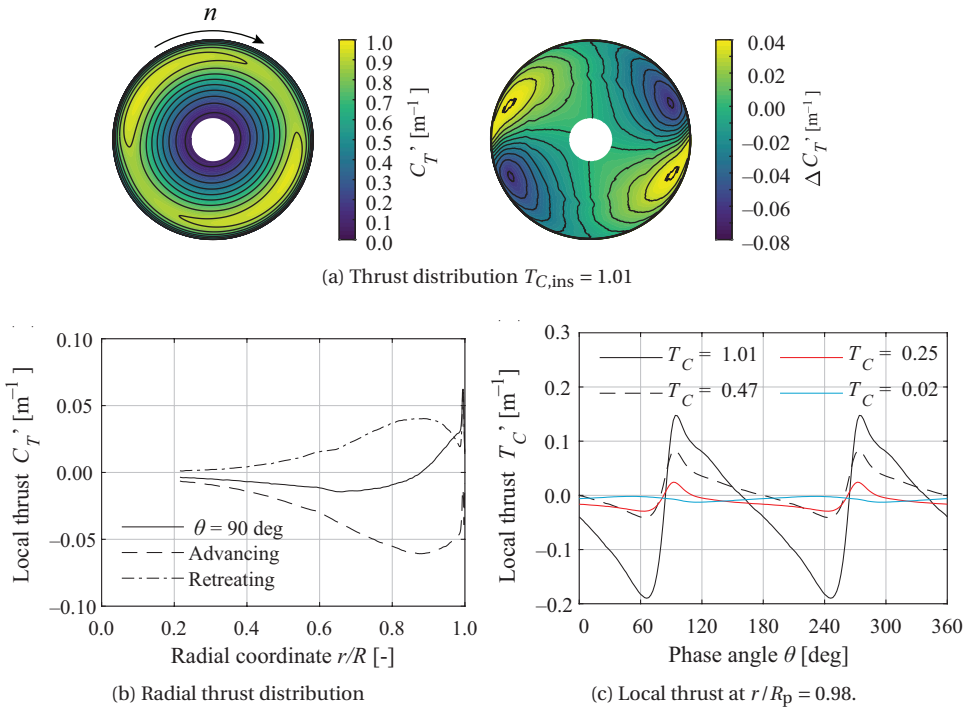 n
1.0
0.9
0.8
0.7
0.6
0.5
0.4
0.3
0.2
0.1
0.0
C_T' [m⁻¹]
0.04
0.02
0.00
−0.02
−0.04
−0.06
−0.08
Δ C_T' [m⁻¹]
(a) Thrust distribution T_C,ins = 1.01
0.10
0.05
0.00
−0.05
−0.10
Local thrust C_T' [m⁻¹]
θ = 90 deg
Advancing
Retreating
0.0 0.2 0.4 0.6 0.8 1.0
Radial coordinate r/R [-]
(b) Radial thrust distribution
0.3
0.2
0.1
0.0
−0.1
−0.2
Local thrust T_C' [m⁻¹]
T_C = 1.01 T_C = 0.25
T_C = 0.47 T_C = 0.02
0 60 120 180 240 300 360
Phase angle θ [deg]
(c) Local thrust at r/R_p = 0.98.